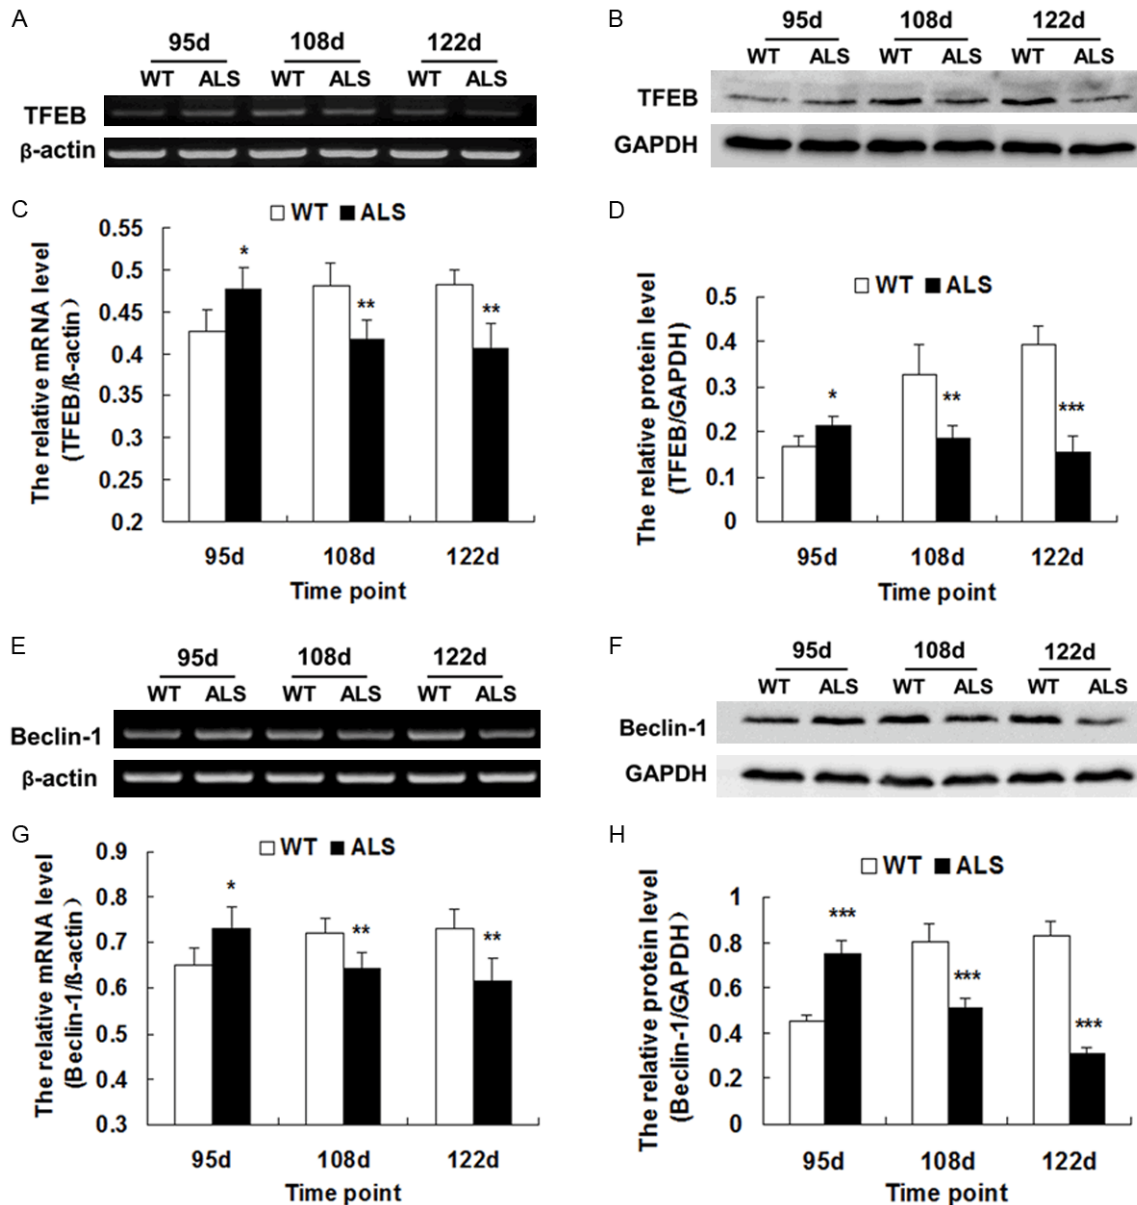 A
95d 108d 122d
WT ALS WT ALS WT ALS
TFEB
β-actin
B
95d 108d 122d
WT ALS WT ALS WT ALS
TFEB
GAPDH
C
WT ALS
The relative mRNA level
(TFEB/ß-actin)
0.55
0.5
0.45
0.4
0.35
0.3
0.25
0.2
*
**
**
95d 108d 122d
Time point
D
WT ALS
The relative protein level
(TFEB/GAPDH)
0.5
0.4
0.3
0.2
0.1
0
*
**
***
95d 108d 122d
Time point
E
95d 108d 122d
WT ALS WT ALS WT ALS
Beclin-1
β-actin
F
95d 108d 122d
WT ALS WT ALS WT ALS
Beclin-1
GAPDH
G
WT ALS
The relative mRNA level
(Beclin-1/ß-actin)
0.9
0.8
0.7
0.6
0.5
0.4
0.3
*
**
**
95d 108d 122d
Time point
H
WT ALS
The relative protein level
(Beclin-1/GAPDH)
1
0.8
0.6
0.4
0.2
0
***
***
***
95d 108d 122d
Time point